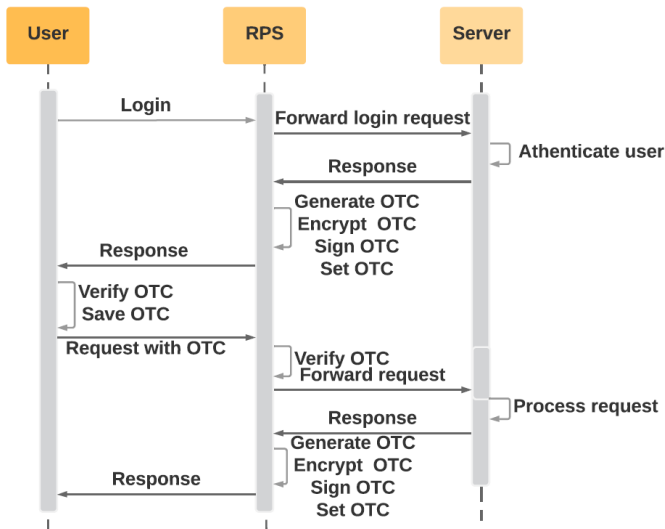 User
RPS
Server
Login
Forward login request
Athenticate user
Response
Generate OTC
Encrypt OTC
Sign OTC
Set OTC
Response
Verify OTC
Save OTC
Request with OTC
Verify OTC
Forward request
Process request
Response
Generate OTC
Encrypt OTC
Sign OTC
Set OTC
Response